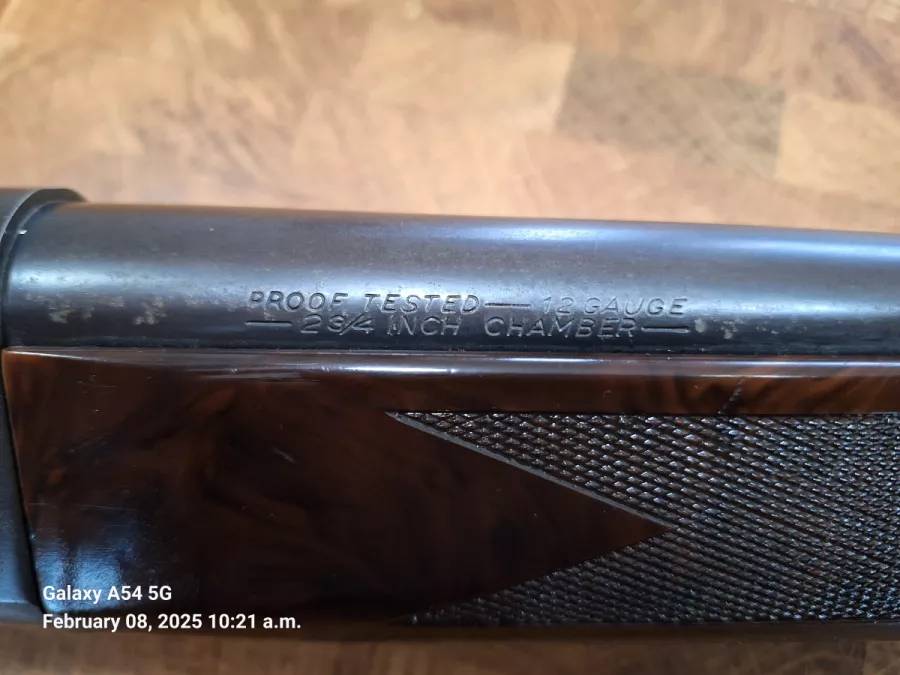 PROOF TESTED — 12 GAUGE
— 2 3/4 INCH CHAMBER —
Galaxy A54 5G
February 08, 2025 10:21 a.m.